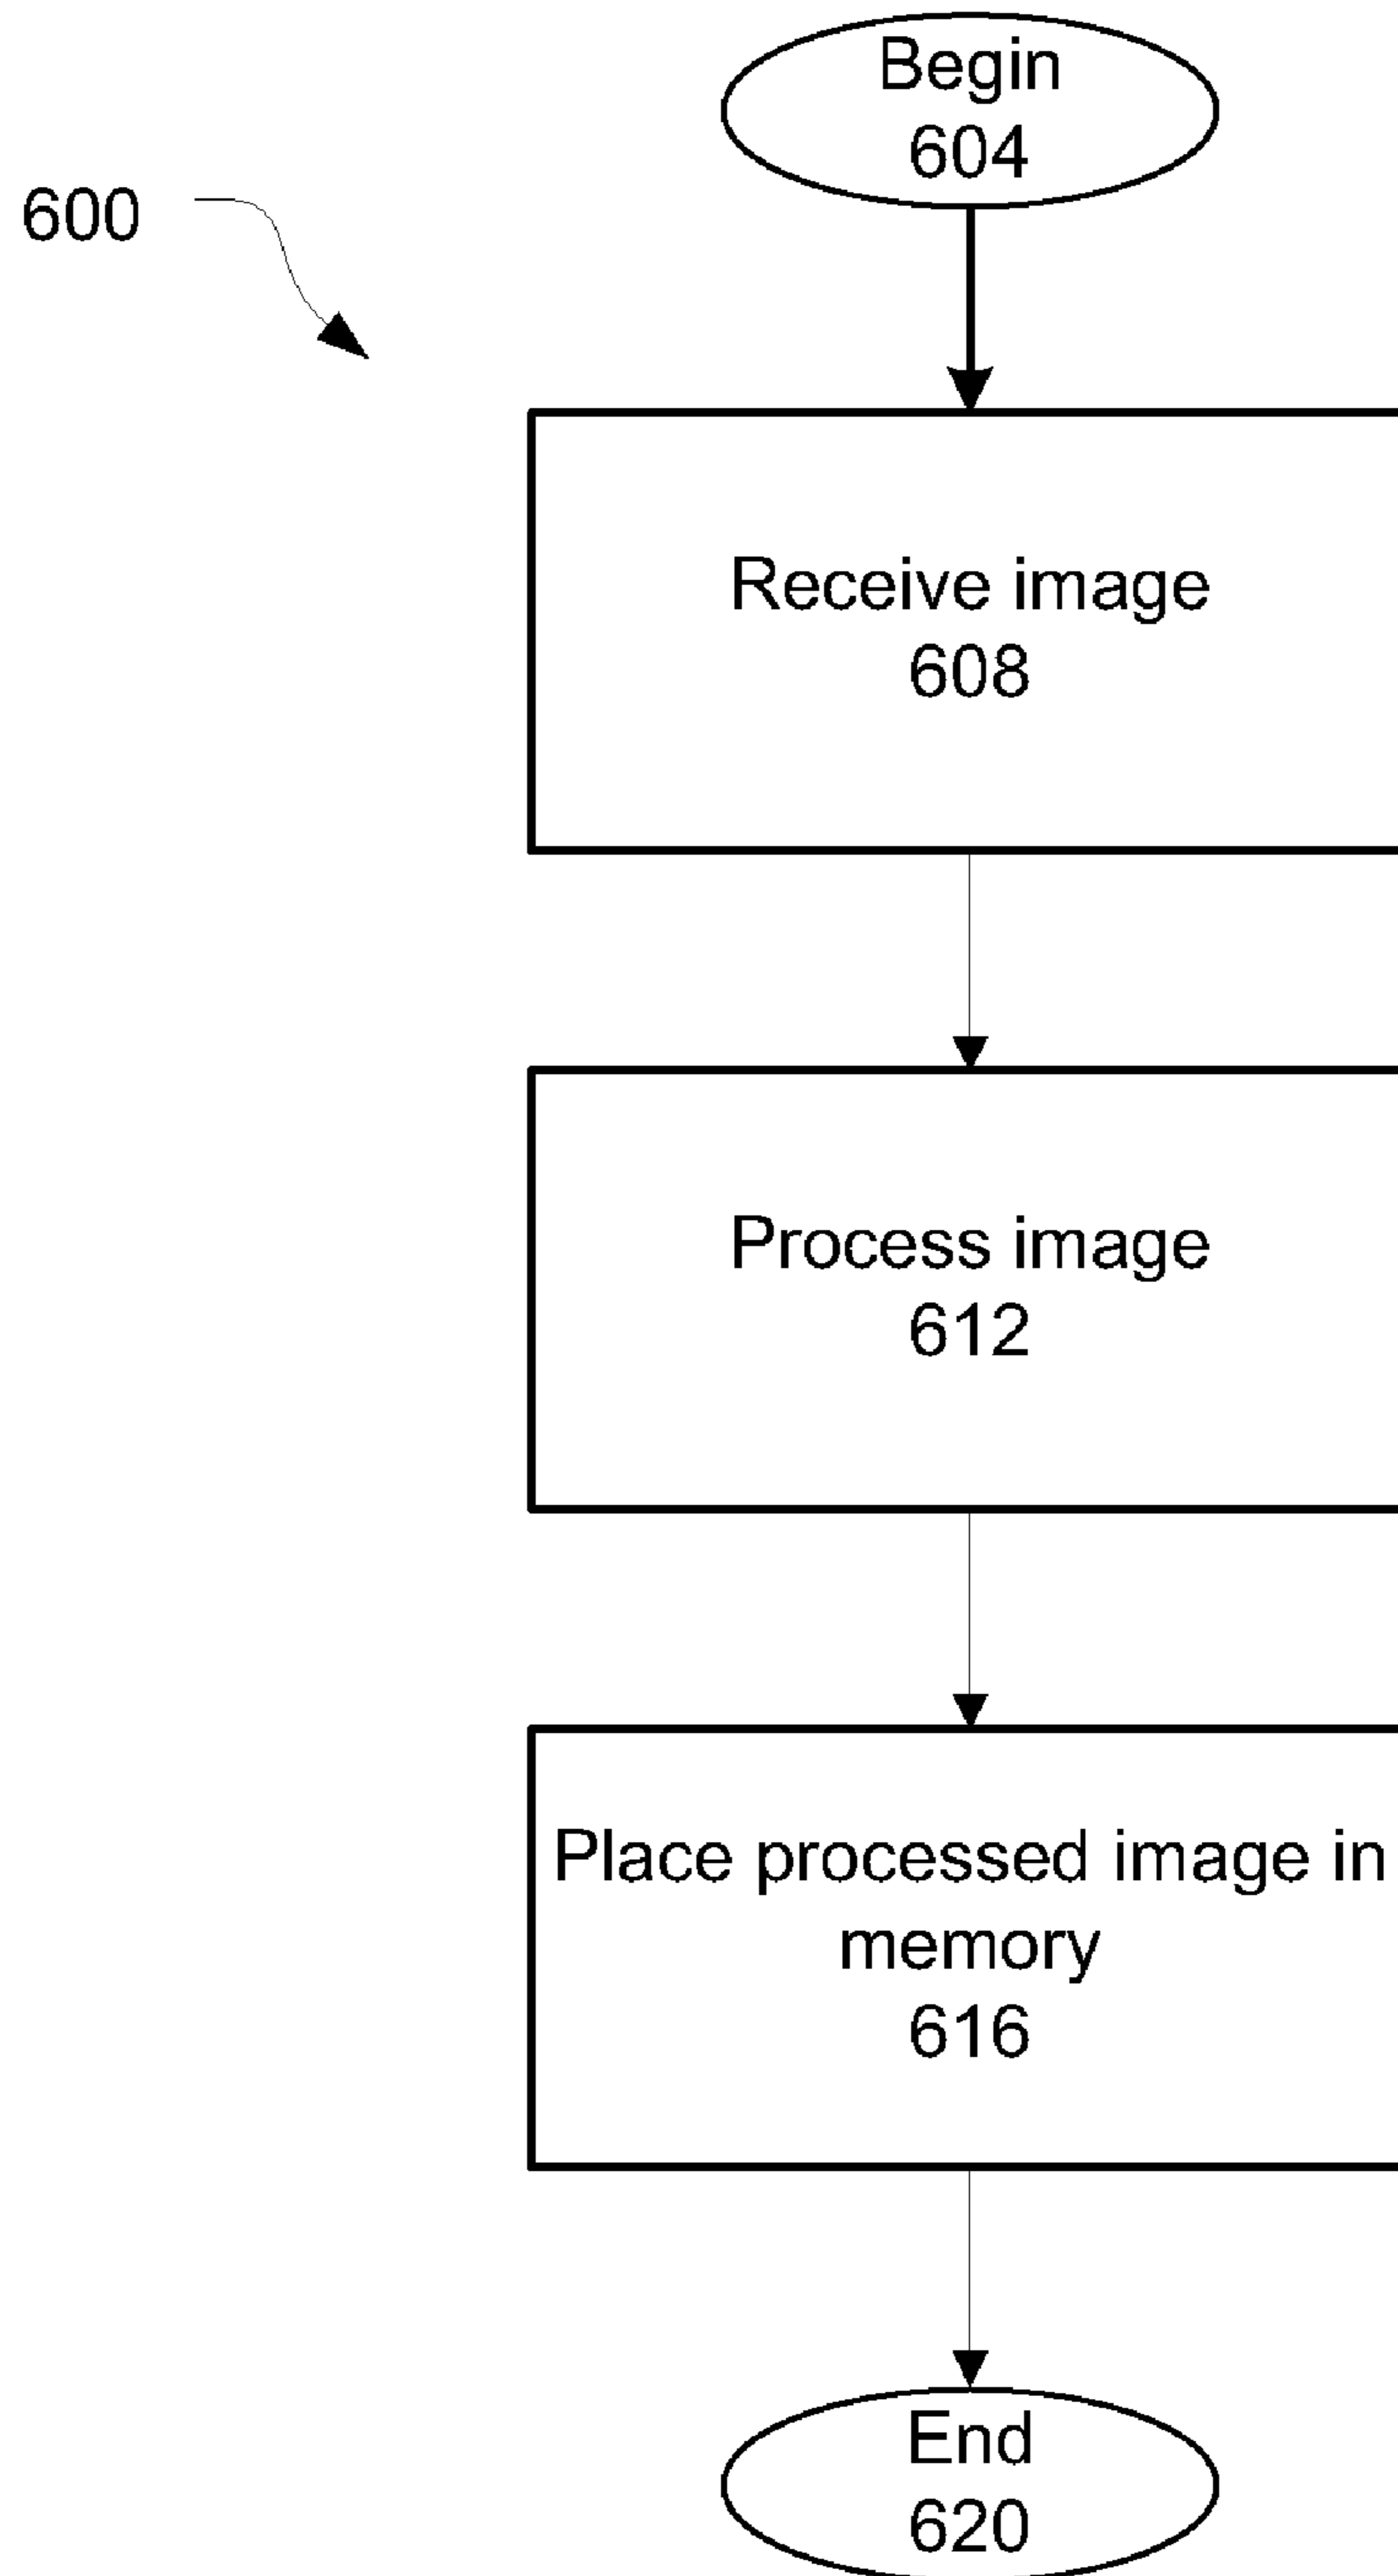 Begin
604
600
Receive image
608
Process image
612
Place processed image in
memory
616
End
620